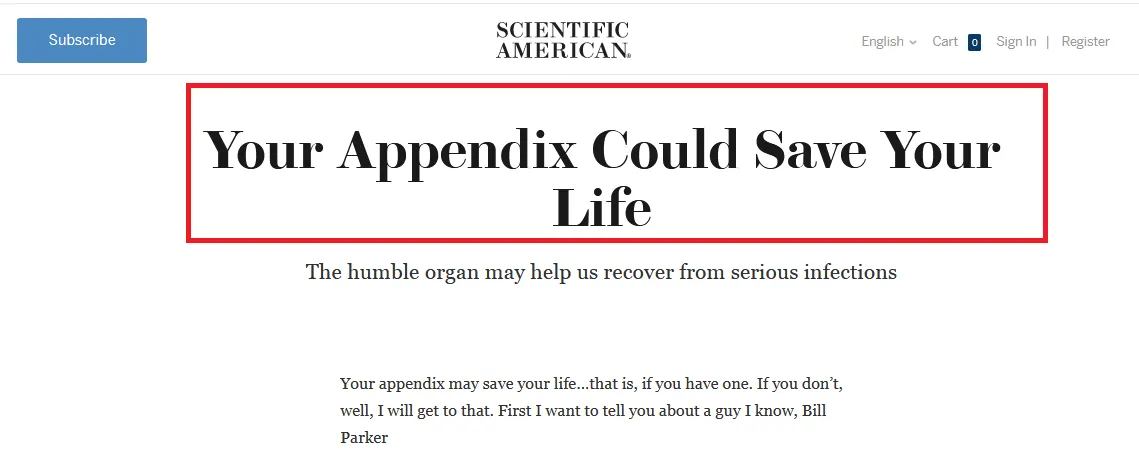 Subscribe
SCIENTIFIC
AMERICAN®
English Cart 0 Sign In | Register
Your Appendix Could Save Your
Life
The humble organ may help us recover from serious infections
Your appendix may save your life...that is, if you have one. If you don’t,
well, I will get to that. First I want to tell you about a guy I know, Bill
Parker